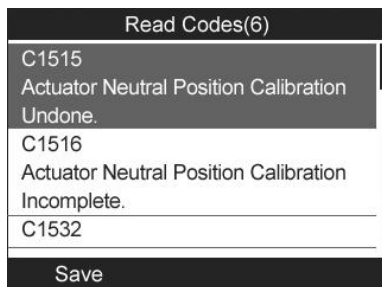 Read Codes(6)
C1515
Actuator Neutral Position Calibration
Undone.
C1516
Actuator Neutral Position Calibration
Incomplete.
C1532
Save